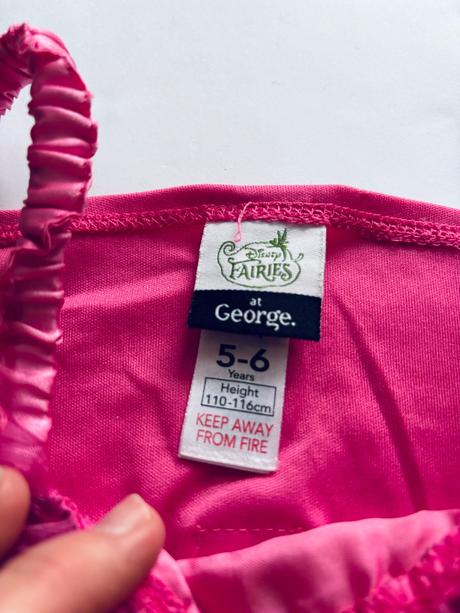 Disney
FAIRIES
at
George.
5-6
Years
Height
110-116cm
KEEP AWAY
FROM FIRE